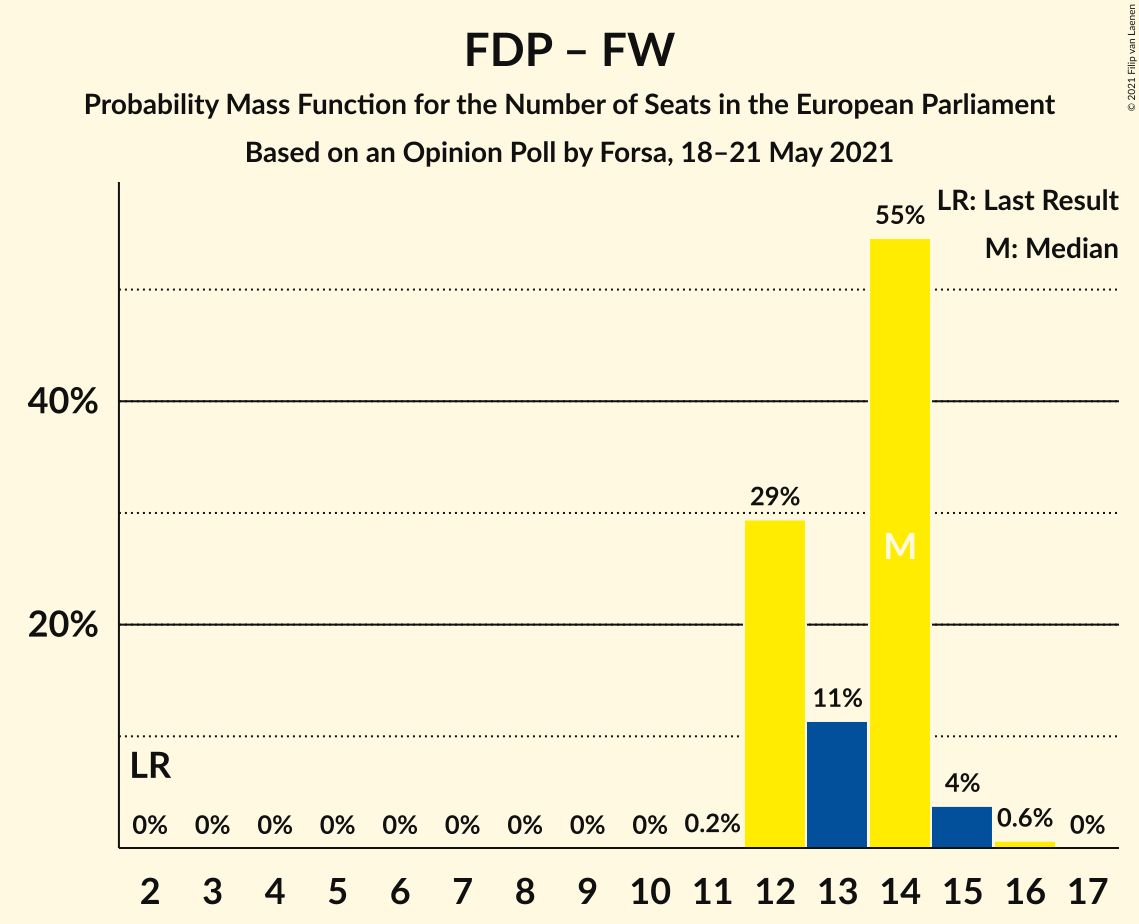 FDP – FW
Probability Mass Function for the Number of Seats in the European Parliament
Based on an Opinion Poll by Forsa, 18–21 May 2021
© 2021 Filip van Laenen
LR: Last Result
M: Median
55%
40%
29%
M
20%
11%
LR
4%
0% 0% 0% 0% 0% 0% 0% 0% 0% 0.2% 0.6% 0%
2 3 4 5 6 7 8 9 10 11 12 13 14 15 16 17